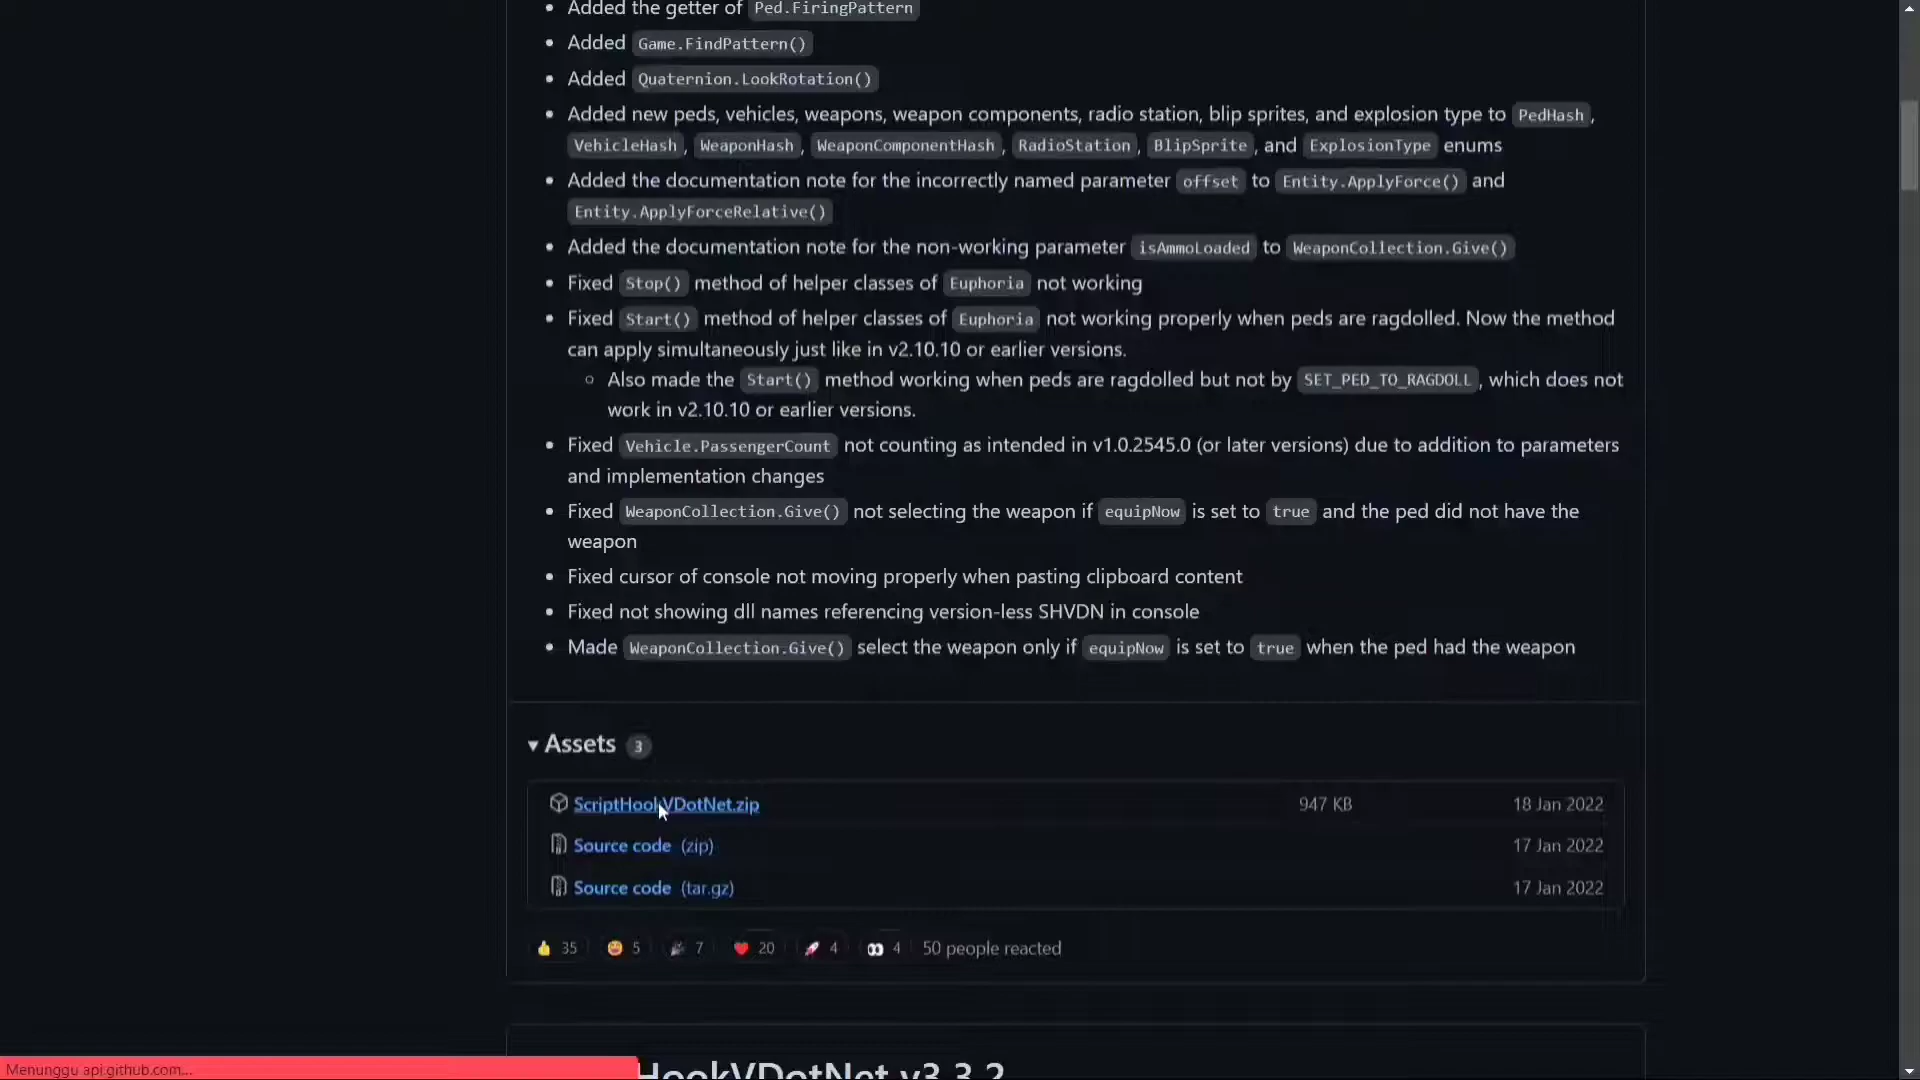 Added the getter of Ped.FiringPattern
Added Game.FindPattern()
Added Quaternion.LookRotation()
Added new peds, vehicles, weapons, weapon components, radio station, blip sprites, and explosion type to PedHash,
VehicleHash, WeaponHash, WeaponComponentHash, RadioStation, BlipSprite, and ExplosionType enums
Added the documentation note for the incorrectly named parameter offset to Entity.ApplyForce() and
Entity.ApplyForceRelative()
Added the documentation note for the non-working parameter isAmmoLoaded to WeaponCollection.Give()
Fixed Stop() method of helper classes of Euphoria not working
Fixed Start() method of helper classes of Euphoria not working properly when peds are ragdolled. Now the method
can apply simultaneously just like in v2.10.10 or earlier versions.
Also made the Start() method working when peds are ragdolled but not by SET_PED_TO_RAGDOLL, which does not
work in v2.10.10 or earlier versions.
Fixed Vehicle.PassengerCount not counting as intended in v1.0.2545.0 (or later versions) due to addition to parameters
and implementation changes
Fixed WeaponCollection.Give() not selecting the weapon if equipNow is set to true and the ped did not have the
weapon
Fixed cursor of console not moving properly when pasting clipboard content
Fixed not showing dll names referencing version-less SHVDN in console
Made WeaponCollection.Give() select the weapon only if equipNow is set to true when the ped had the weapon
Assets 3
ScriptHookVDotNet.zip 947 KB 18 Jan 2022
Source code (zip) 17 Jan 2022
Source code (tar.gz) 17 Jan 2022
35 5 7 20 4 4 50 people reacted
HookVDotNet v3.3.2
Menunggu api.github.com...